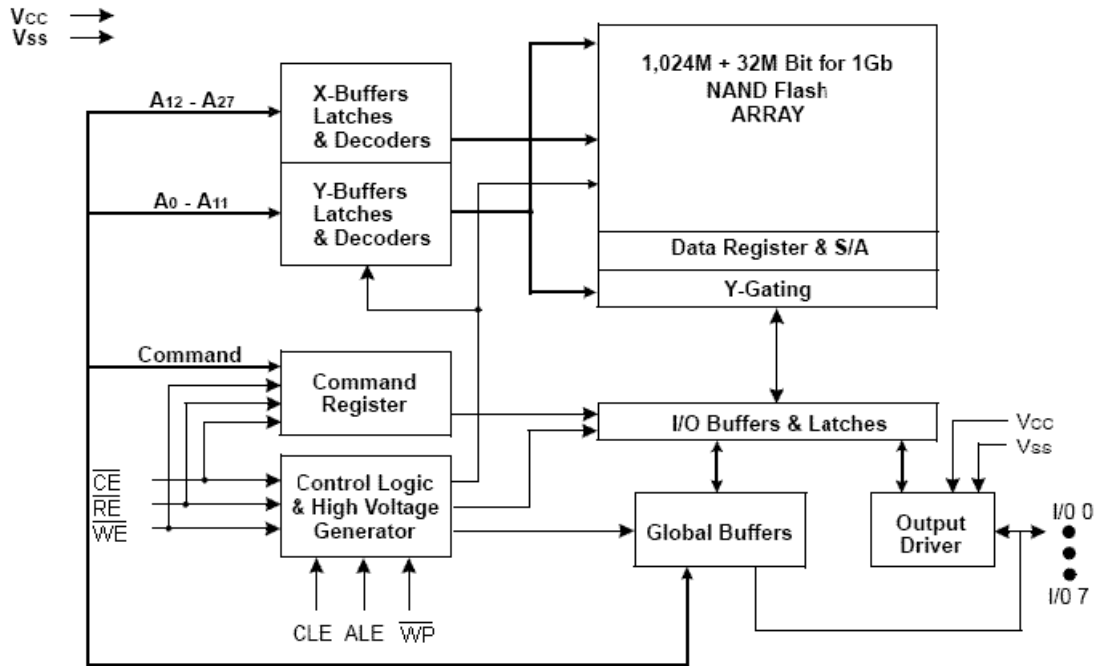 Vcc
Vss
A12 - A27
X-Buffers
Latches
& Decoders
A0 - A11
Y-Buffers
Latches
& Decoders
1,024M + 32M Bit for 1Gb
NAND Flash
ARRAY
Data Register & S/A
Y-Gating
Command
Command
Register
I/O Buffers & Latches
Vcc
Vss
CE
RE
WE
Control Logic
& High Voltage
Generator
Global Buffers
Output
Driver
I/0 0
I/0 7
CLE ALE WP